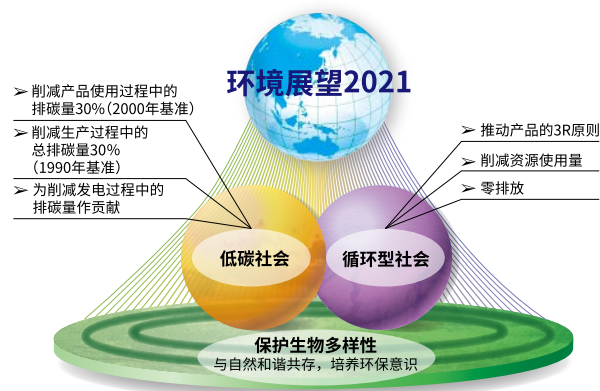 环境展望2021
➢ 削减产品使用过程中的
排碳量30%（2000年基准）
➢ 削减生产过程中的
总排碳量30%
（1990年基准）
➢ 为削减发电过程中的
排碳量作贡献
➢ 推动产品的3R原则
➢ 削减资源使用量
➢ 零排放
低碳社会
循环型社会
保护生物多样性
与自然和谐共存，培养环保意识